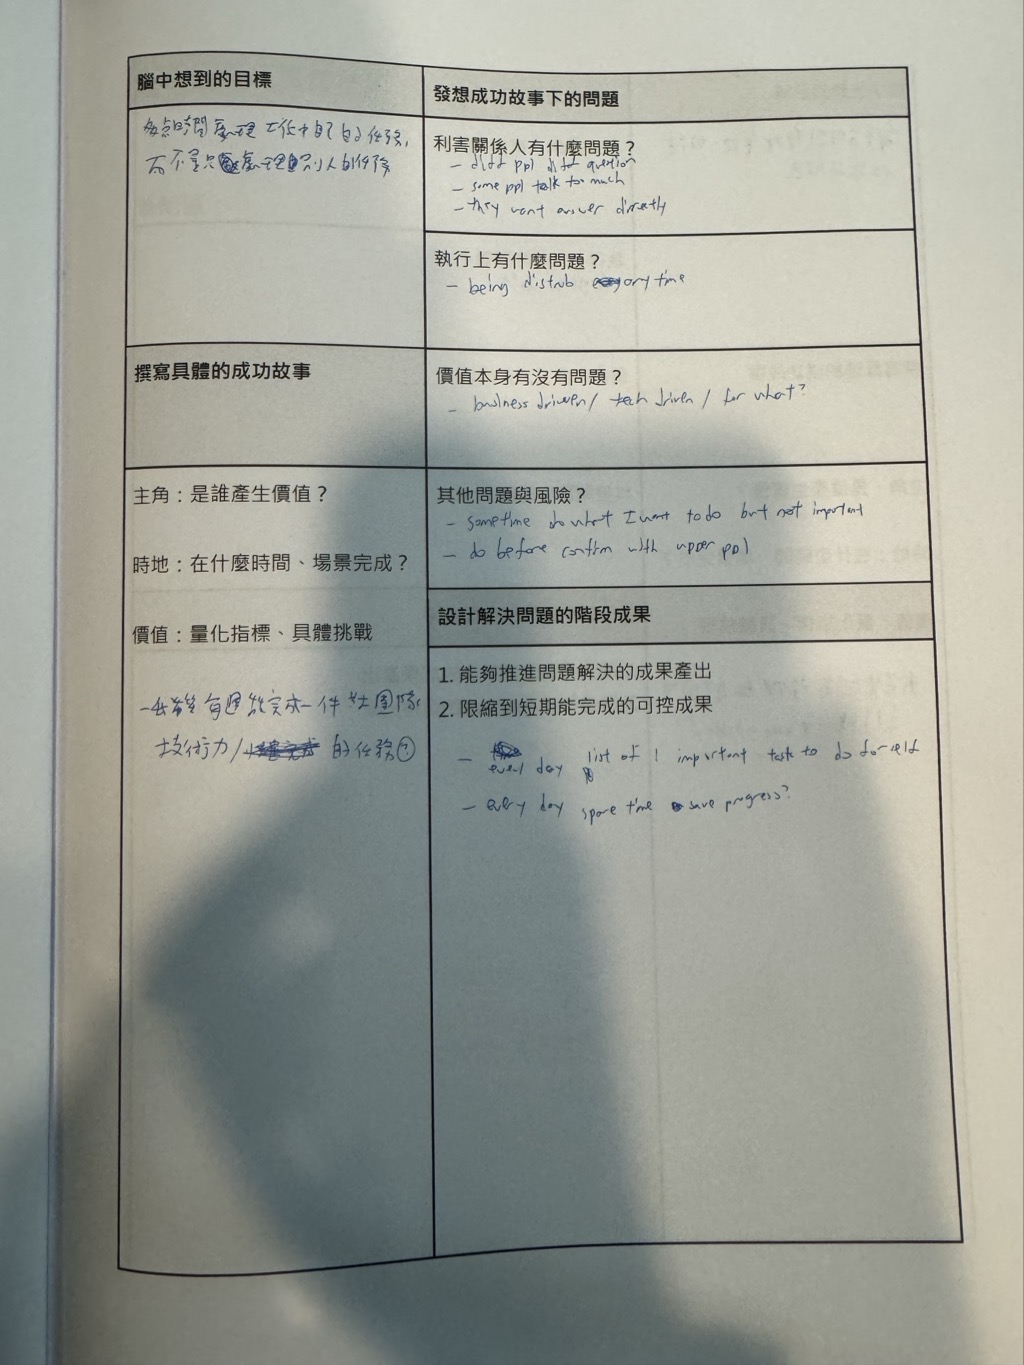 腦中想到的目標
多點時間處理工作中自己的任務,
而不是只處理別人的任務
撰寫具體的成功故事
主角：是誰產生價值？
時地：在什麼時間、場景完成？
價值：量化指標、具體挑戰
每週能完成一件 團隊
技術力/ 的任務
發想成功故事下的問題
利害關係人有什麼問題？
- diff ppl diff question
- some ppl talk too much
- they want answer directly
執行上有什麼問題？
- being distrub time
價值本身有沒有問題？
- business driven / tech driven / for what?
其他問題與風險？
- sometime do what I want to do but not important
- do before confirm with upper ppl
設計解決問題的階段成果
1. 能夠推進問題解決的成果產出
2. 限縮到短期能完成的可控成果
- every day list of 1 important task to do for
- every day spare time save progress?